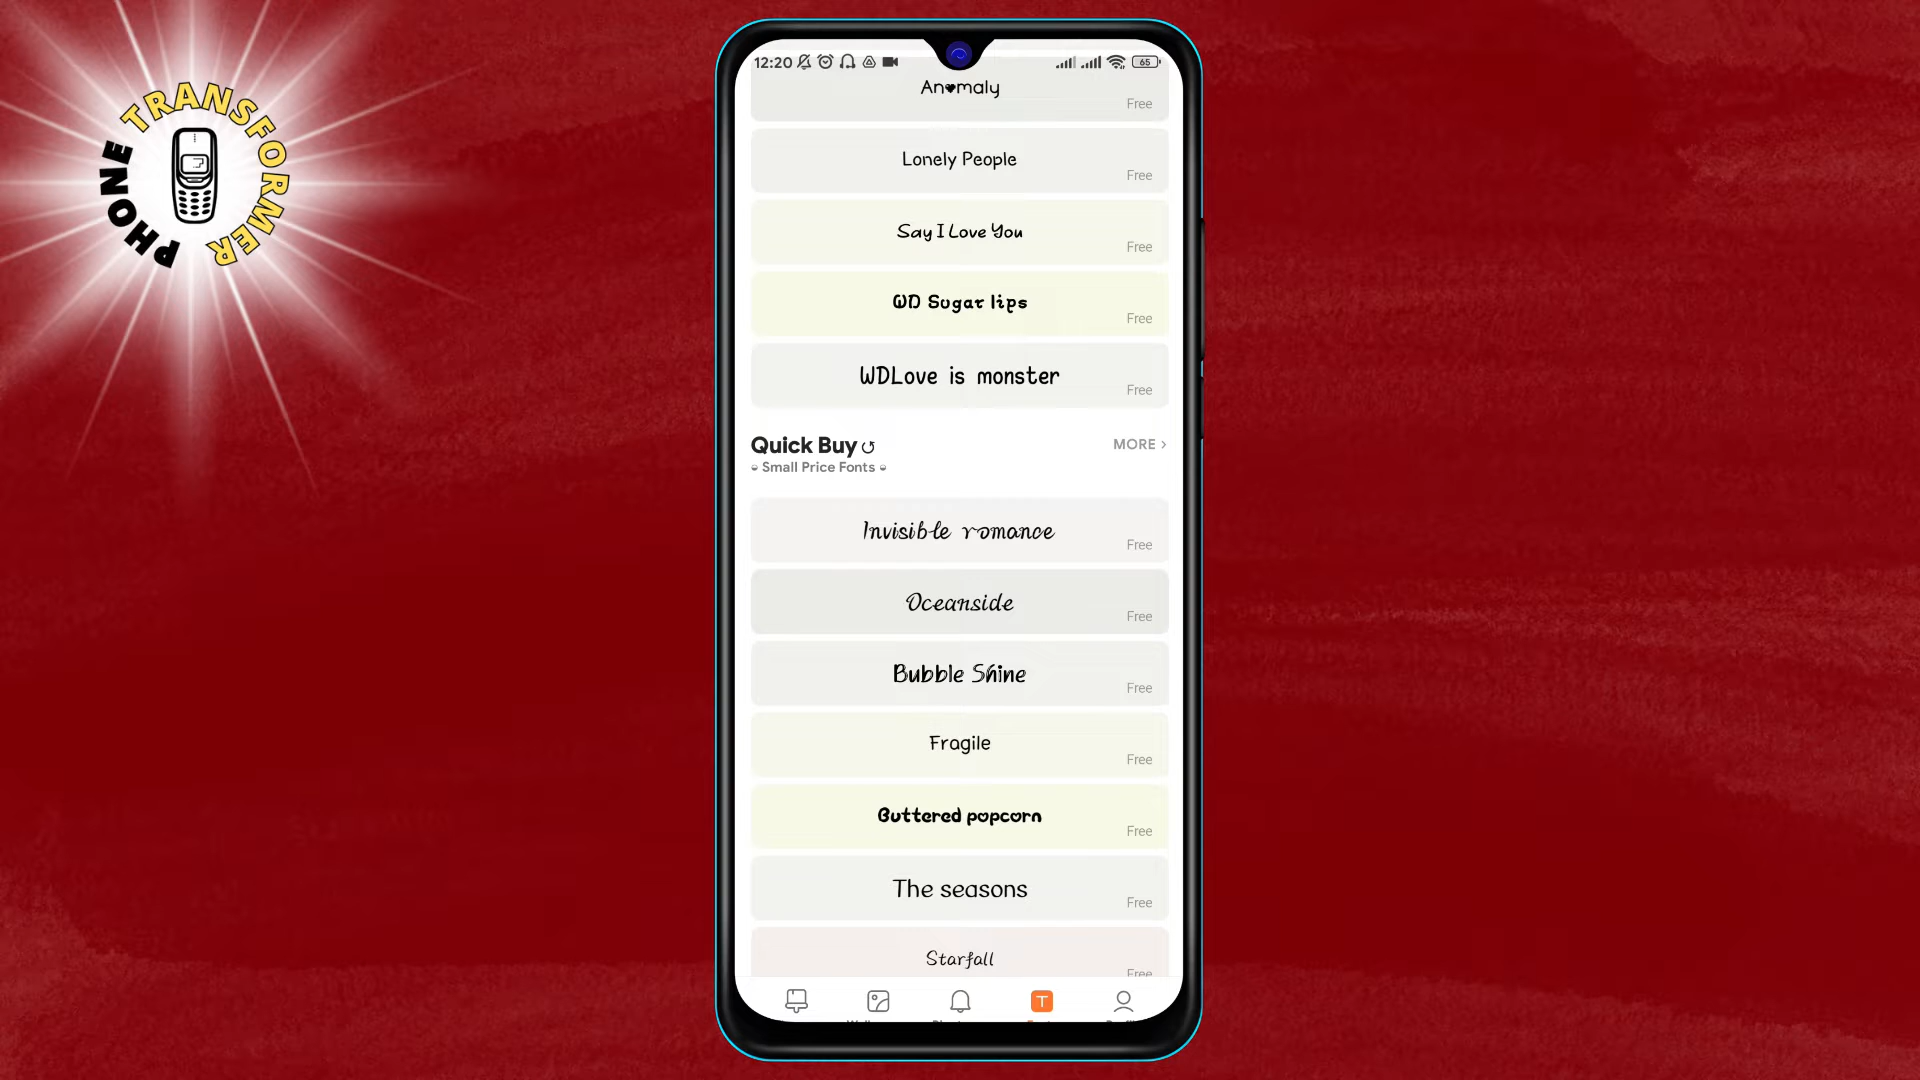 PHONE TRANSFORMER
12:20
65
Anomaly
Free
Lonely People
Free
Say I Love You
Free
WD Sugar lips
Free
WDLove is monster
Free
Quick Buy
MORE >
Small Price Fonts
Invisible romance
Free
Oceanside
Free
Bubble Shine
Free
Fragile
Free
Buttered popcorn
Free
The seasons
Free
Starfall
Free
T